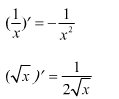 (1/x)′ = −1/x²
(√x )′ = 1/2√x